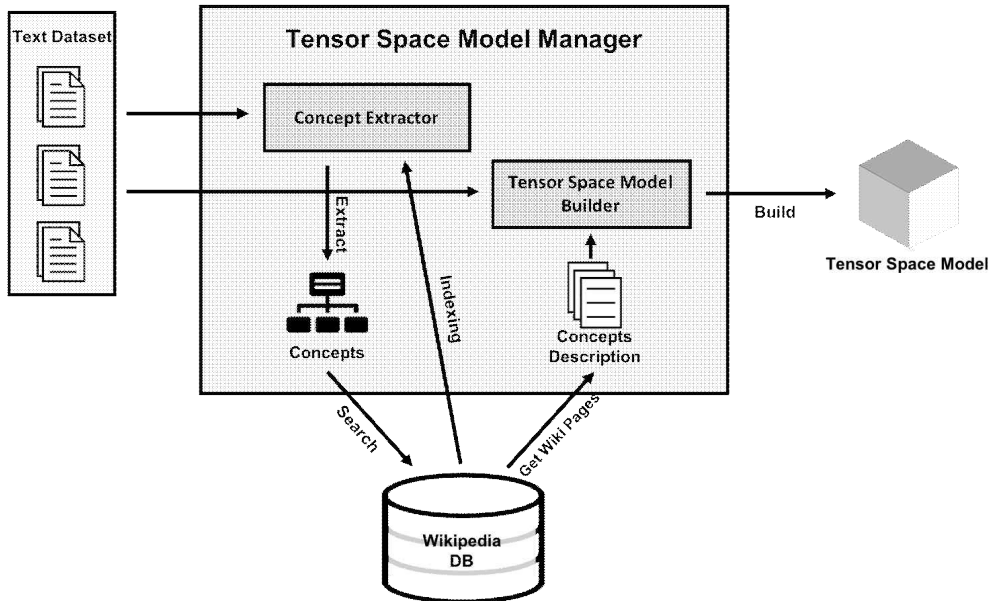 Text Dataset
Tensor Space Model Manager
Concept Extractor
Tensor Space Model
Builder
Build
Tensor Space Model
Extract
Indexing
Concepts
Concepts
Description
Search
Get Wiki Pages
Wikipedia
DB